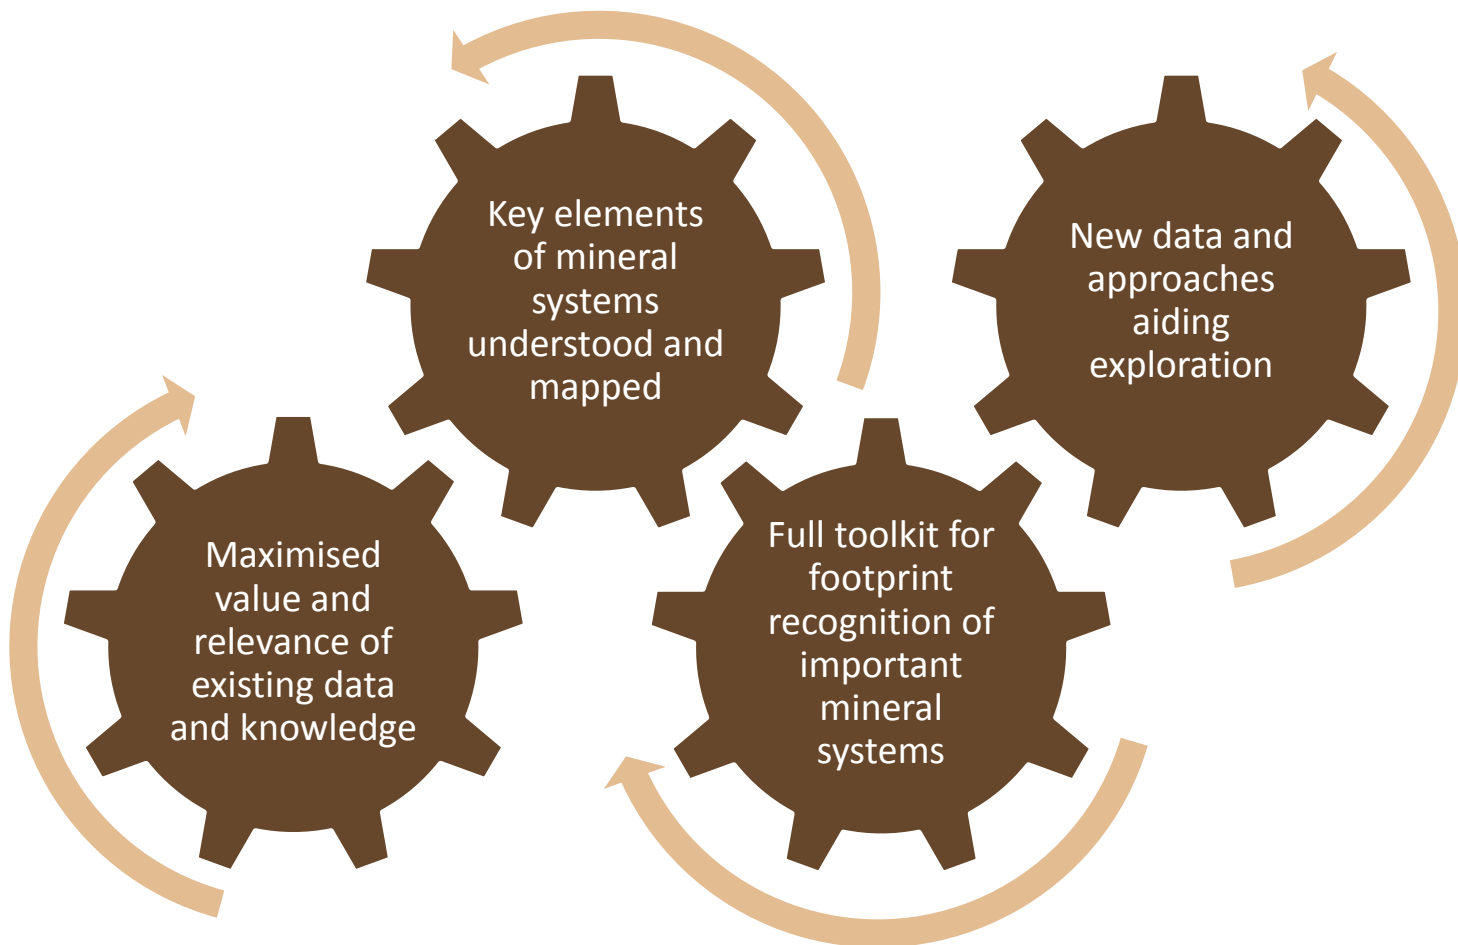 Key elements
of mineral
systems
understood and
mapped
New data and
approaches
aiding
exploration
Maximised
value and
relevance of
existing data
and knowledge
Full toolkit for
footprint
recognition of
important
mineral
systems